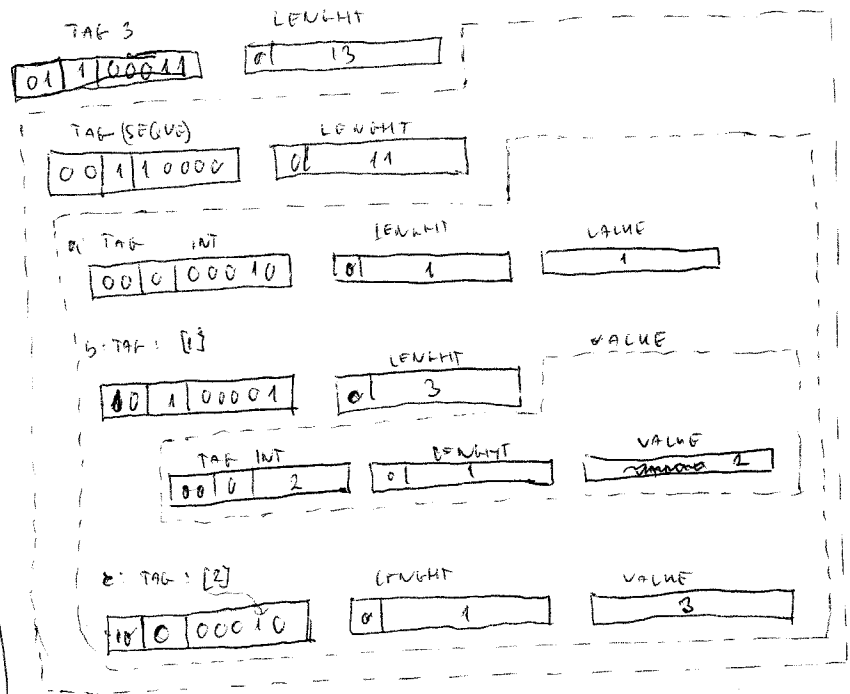 TAG 3 LENGHT
01 1 00011 0 13
TAG (SEQUE) LENGHT
00 1 10000 0 11
a: TAG INT LENGHT VALUE
00 0 00010 0 1 1
b: TAG: [1] LENGHT VALUE
10 1 00001 0 3
TAG INT LENGHT VALUE
00 0 2 0 1 2
c: TAG: [2] LENGHT VALUE
10 0 00010 0 1 3